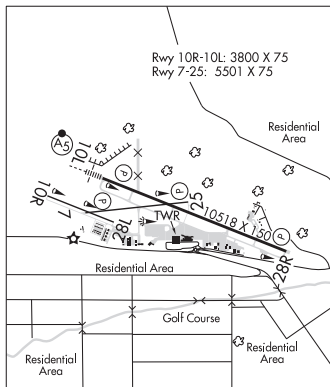 Rwy 10R-10L: 3800 X 75
Rwy 7-25: 5501 X 75
Residential
Area
A5
10L
P
P
10R
P
25
7
28L
TWR
10518 X 150
P
28R
Residential Area
Golf Course
Residential
Area
Residential
Area